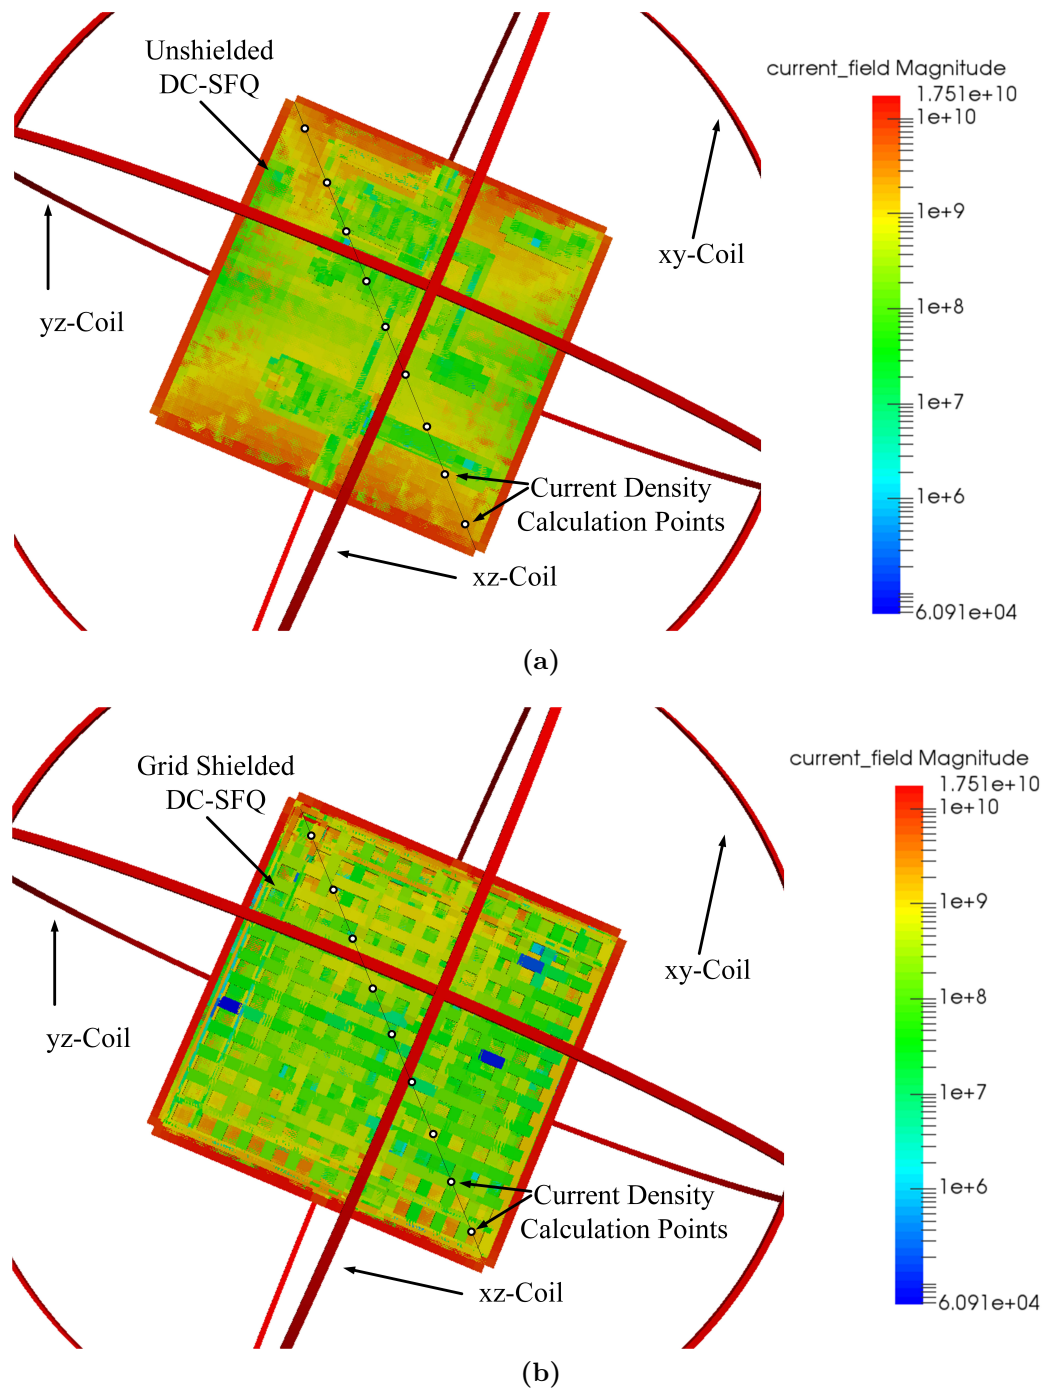 Unshielded
DC-SFQ
current_field Magnitude
1.751e+10
1e+10
1e+9
1e+8
1e+7
1e+6
6.091e+04
xy-Coil
yz-Coil
Current Density
Calculation Points
xz-Coil
(a)
Grid Shielded
DC-SFQ
current_field Magnitude
1.751e+10
1e+10
1e+9
1e+8
1e+7
1e+6
6.091e+04
xy-Coil
yz-Coil
Current Density
Calculation Points
xz-Coil
(b)